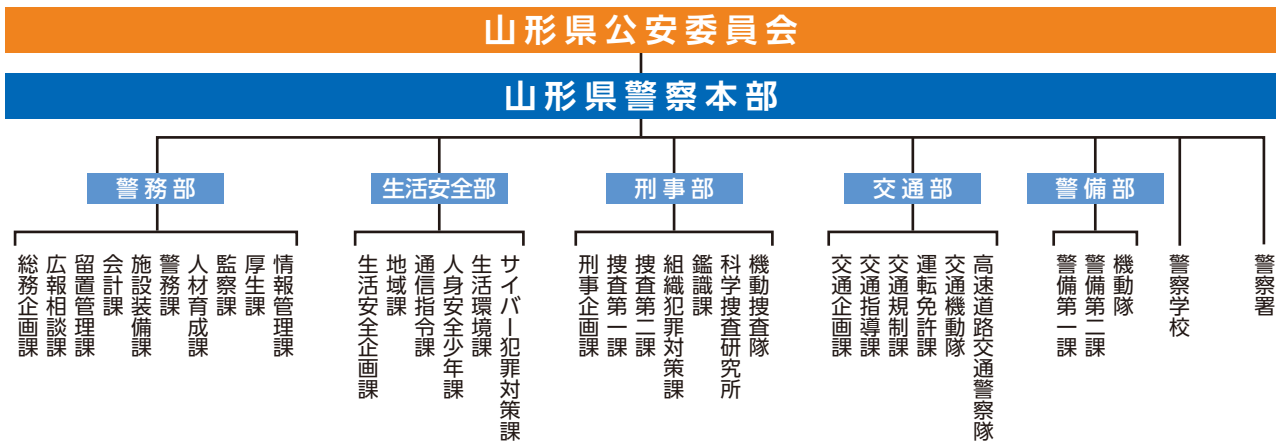 山形県公安委員会
山形県警察本部
警務部
総務企画課
広報相談課
留置管理課
会計課
施設装備課
警務課
人材育成課
監察課
厚生課
情報管理課
生活安全部
生活安全企画課
地域課
通信指令課
人身安全少年課
生活環境課
サイバー犯罪対策課
刑事部
刑事企画課
捜査第一課
捜査第二課
組織犯罪対策課
鑑識課
科学捜査研究所
機動捜査隊
交通部
交通企画課
交通指導課
交通規制課
運転免許課
交通機動隊
高速道路交通警察隊
警備部
警備第一課
警備第二課
機動隊
警察学校
警察署